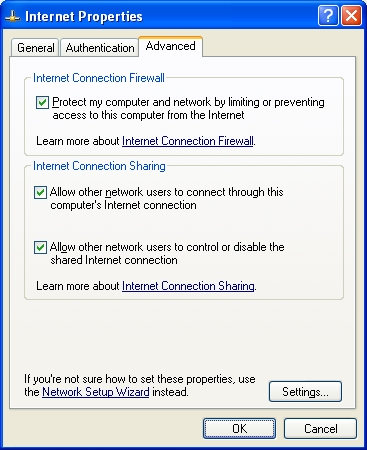 Internet Properties
General
Authentication
Advanced
Internet Connection Firewall
Protect my computer and network by limiting or preventing
access to this computer from the Internet
Learn more about Internet Connection Firewall.
Internet Connection Sharing
Allow other network users to connect through this
computer's Internet connection
Allow other network users to control or disable the
shared Internet connection
Learn more about Internet Connection Sharing.
If you're not sure how to set these properties, use
the Network Setup Wizard instead.
Settings...
OK
Cancel